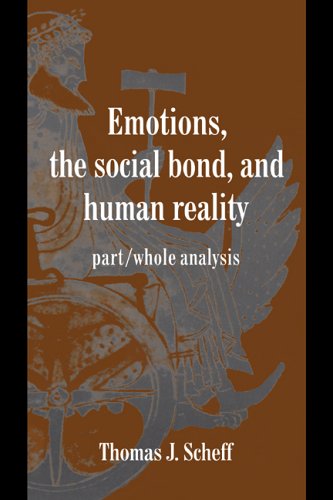 Emotions,
the social bond, and
human reality
part/whole analysis
Thomas J. Scheff